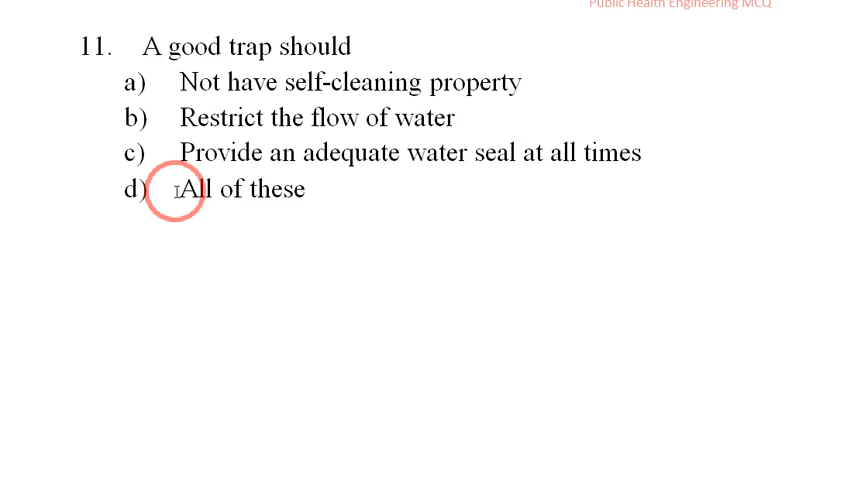 Public Health Engineering MCQ
11. A good trap should
a) Not have self-cleaning property
b) Restrict the flow of water
c) Provide an adequate water seal at all times
d) All of these